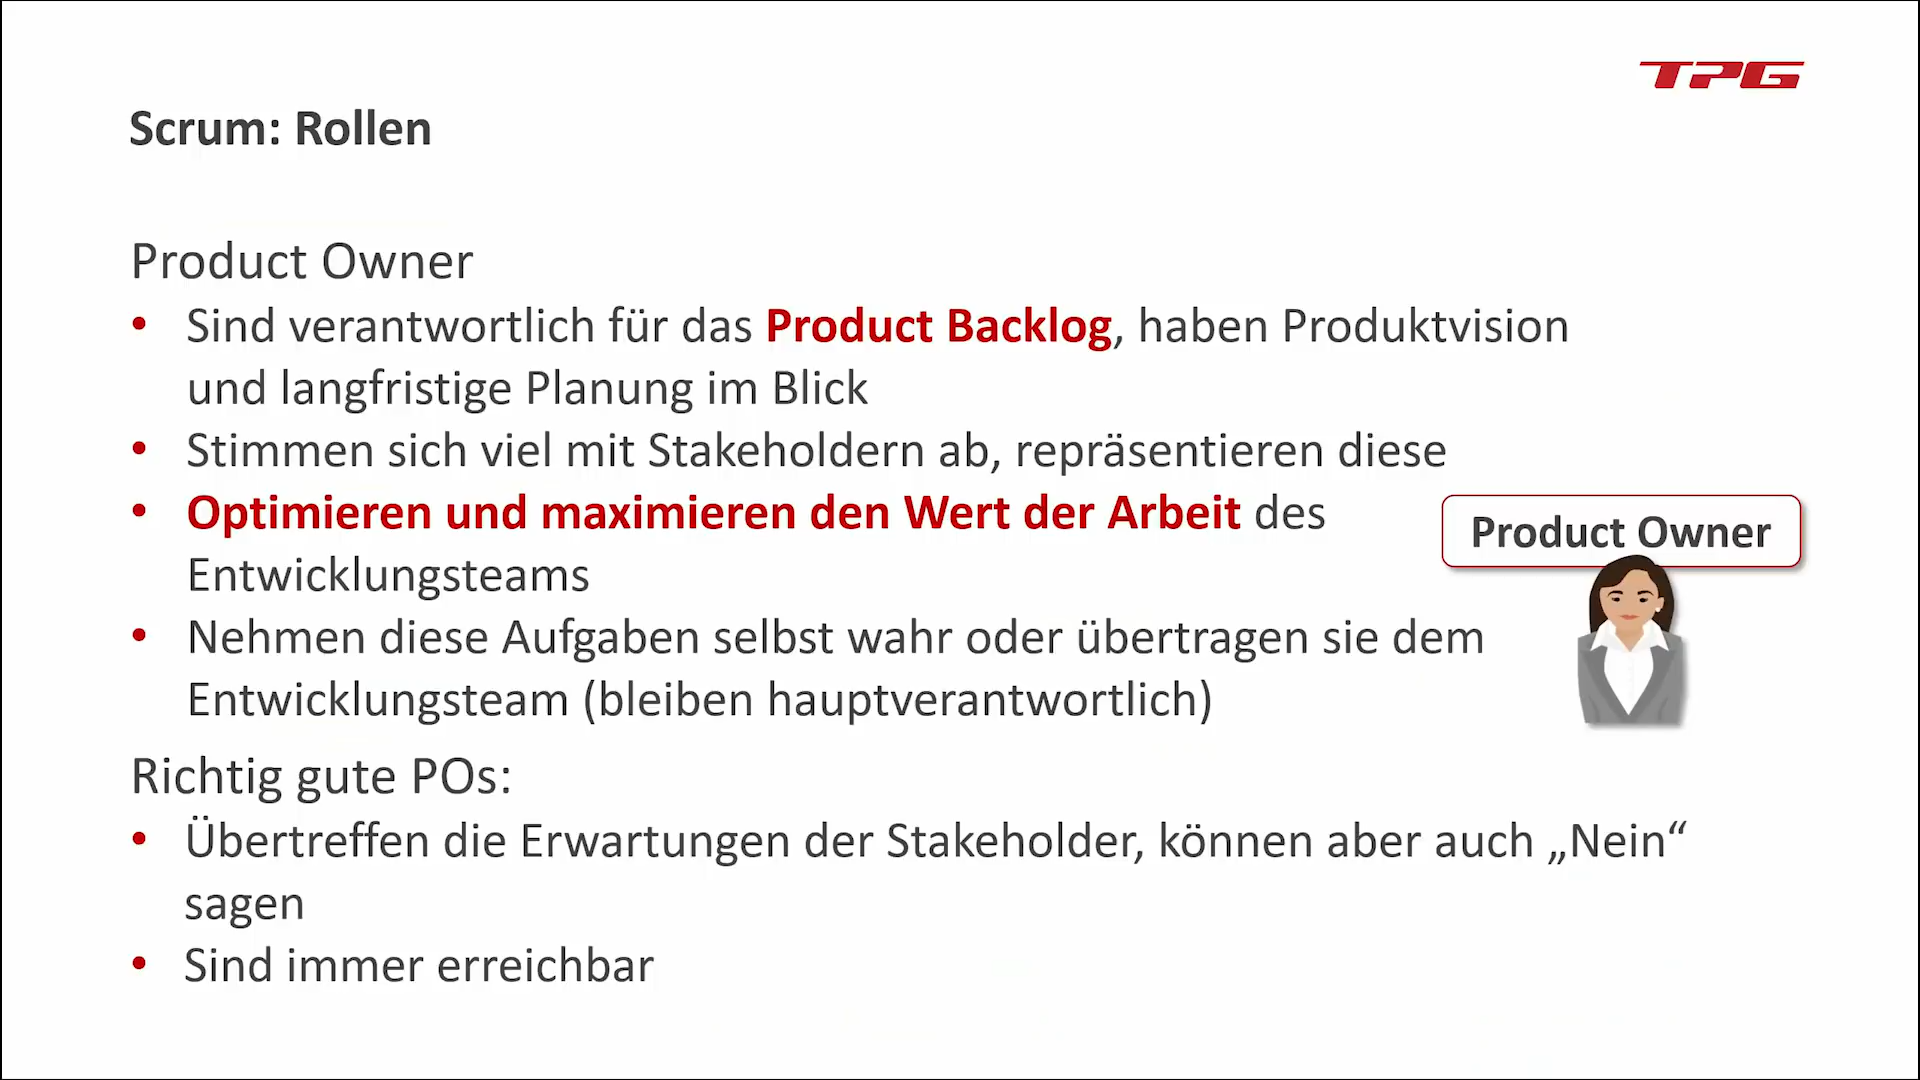 TPG
Scrum: Rollen
Product Owner
• Sind verantwortlich für das Product Backlog, haben Produktvision
und langfristige Planung im Blick
• Stimmen sich viel mit Stakeholdern ab, repräsentieren diese
• Optimieren und maximieren den Wert der Arbeit des
Entwicklungsteams
• Nehmen diese Aufgaben selbst wahr oder übertragen sie dem
Entwicklungsteam (bleiben hauptverantwortlich)
Product Owner
Richtig gute POs:
• Übertreffen die Erwartungen der Stakeholder, können aber auch „Nein“
sagen
• Sind immer erreichbar